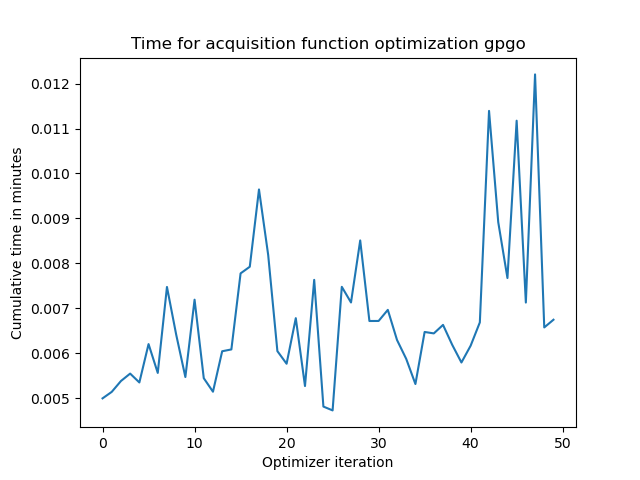 Time for acquisition function optimization gpgo
Cumulative time in minutes
0.012
0.011
0.010
0.009
0.008
0.007
0.006
0.005
0 10 20 30 40 50
Optimizer iteration